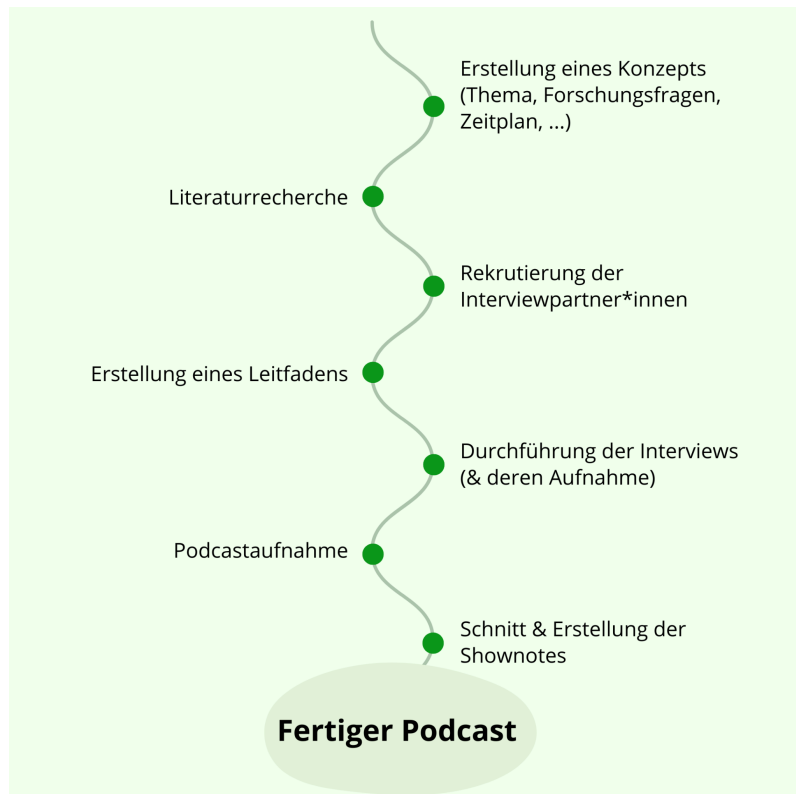 Erstellung eines Konzepts
(Thema, Forschungsfragen,
Zeitplan, ...)
Literaturrecherche
Rekrutierung der
Interviewpartner*innen
Erstellung eines Leitfadens
Durchführung der Interviews
(& deren Aufnahme)
Podcastaufnahme
Schnitt & Erstellung der
Shownotes
Fertiger Podcast